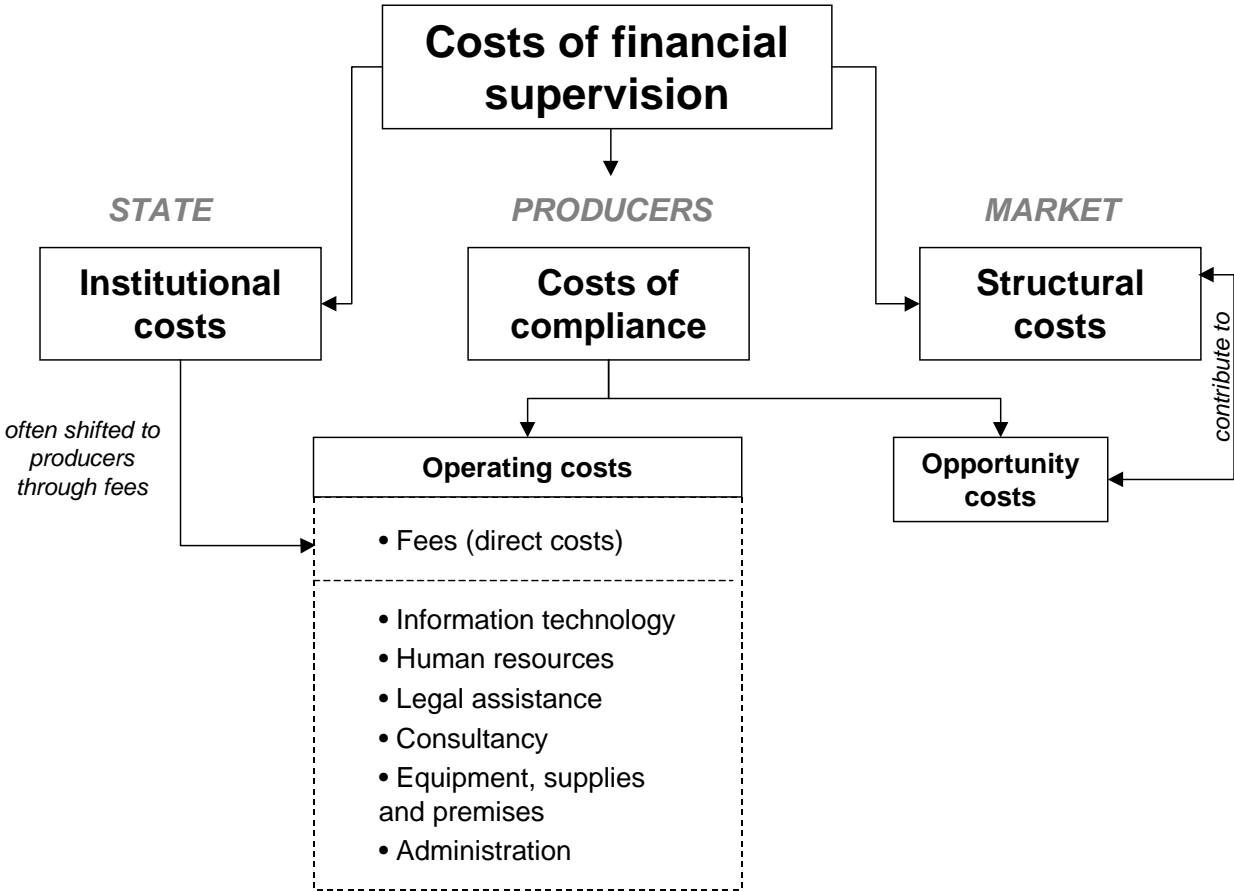 Costs of financial
supervision
STATE
PRODUCERS
MARKET
Institutional
costs
Costs of
compliance
Structural
costs
contribute to
often shifted to
producers
through fees
Operating costs
Opportunity
costs
• Fees (direct costs)
• Information technology
• Human resources
• Legal assistance
• Consultancy
• Equipment, supplies
and premises
• Administration